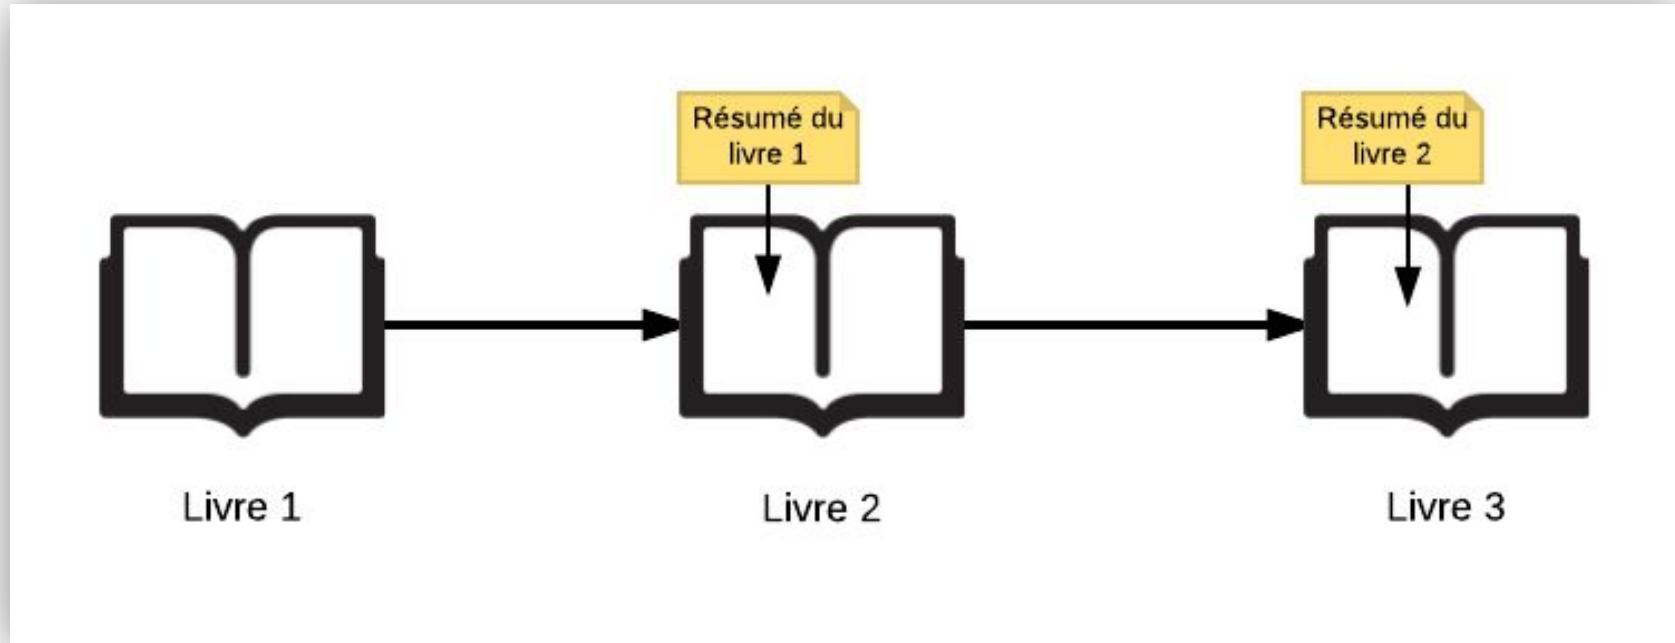 Résumé du
livre 1
Résumé du
livre 2
Livre 1
Livre 2
Livre 3